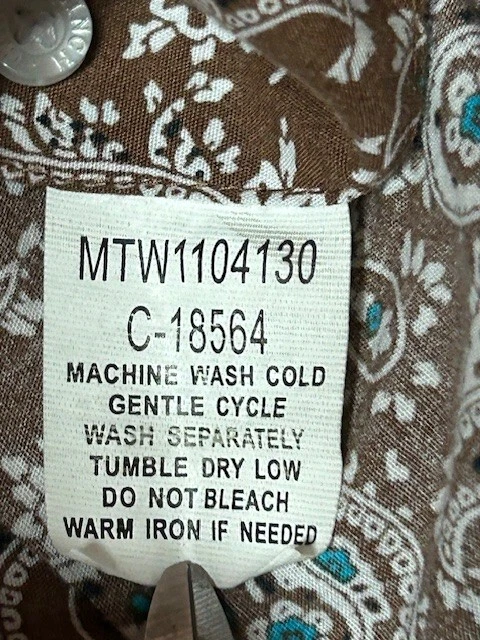 MTW1104130
C-18564
MACHINE WASH COLD
GENTLE CYCLE
WASH SEPARATELY
TUMBLE DRY LOW
DO NOT BLEACH
WARM IRON IF NEEDED